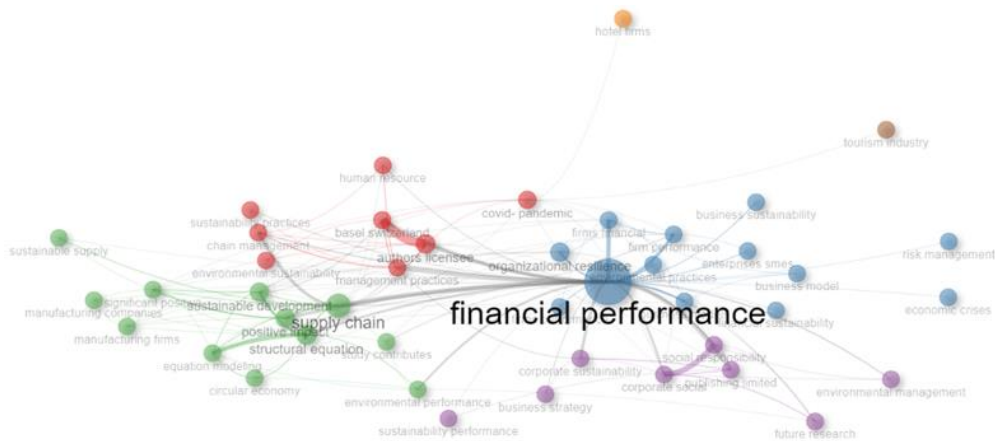 hotel firms
tourism industry
human resource
covid- pandemic
business sustainability
sustainability practices
basel switzerland
firms financial
chain management
firm performance
sustainable supply
authors licensee
risk management
enterprises smes
organizational resilience
environmental sustainability
management practices
environmental practices
business model
significant positive
sustainable development
manufacturing companies
economic crises
financial performance
supply chain
sustainability
positive impact
manufacturing firms
structural equation
study contributes
social responsibility
equation modeling
corporate sustainability
publishing limited
corporate social
circular economy
environmental management
environmental performance
business strategy
sustainability performance
future research